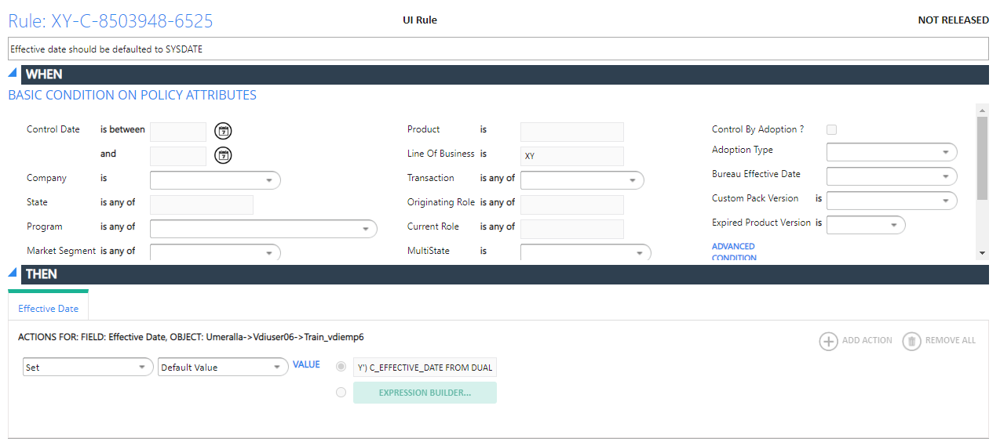 Rule: XY-C-8503948-6525 UI Rule NOT RELEASED
Effective date should be defaulted to SYSDATE
WHEN
BASIC CONDITION ON POLICY ATTRIBUTES
Control Date is between 7 Product is Control By Adoption ?
and 7 Line Of Business is XY Adoption Type
Company is Transaction is any of Bureau Effective Date
State is any of Originating Role is any of Custom Pack Version is
Program is any of Current Role is any of Expired Product Version is
Market Segment is any of MultiState is ADVANCED
CONDITION
THEN
Effective Date
ACTIONS FOR: FIELD: Effective Date, OBJECT: Umeralla->Vdiuser06->Train_vdiemp6 ADD ACTION REMOVE ALL
Set Default Value VALUE Y') C_EFFECTIVE_DATE FROM DUAL
EXPRESSION BUILDER...